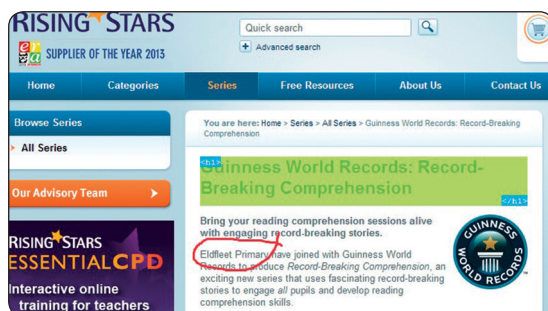 RISING STARS
Quick search
era
SUPPLIER OF THE YEAR 2013
+ Advanced search
Home Categories Series Free Resources About Us Contact Us
Browse Series
All Series
Our Advisory Team
RISING STARS
ESSENTIALCPD
Interactive online
training for teachers
You are here: Home > Series > All Series > Guinness World Records: Record-Breaking
Comprehension
<h1>
Guinness World Records: Record-
Breaking Comprehension
</h1>
Bring your reading comprehension sessions alive
with engaging record-breaking stories.
Eldfleet Primary have joined with Guinness World
Records to produce Record-Breaking Comprehension, an
exciting new series that uses fascinating record-breaking
stories to engage all pupils and develop reading
comprehension skills.
GUINNESS
WORLD RECORDS